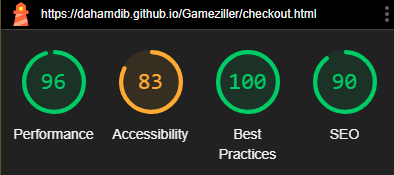 https://dahamdib.github.io/Gameziller/checkout.html
96 83 100 90
Performance Accessibility Best SEO
Practices